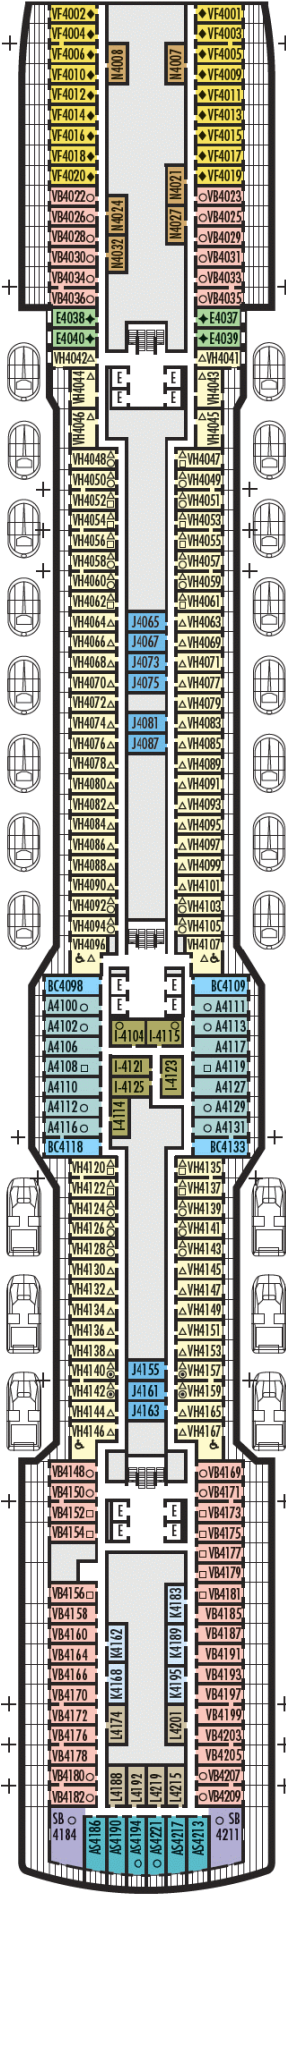 VF4002♦ VF4001
VF4004♦ ♦VF4003
VF4006 N4008 N4007 ♦VF4005
VF4010♦ ♦VF4009
VF4012♦ VF4011
VF4014♦ ♦VF4013
VF4016♦ ♦VF4015
VF4018♦ ♦VF4017
VF4020♦ N4021 ♦VF4019
VB4022○ N4024 ○VB4023
VB4026○ N4027 VB4025
VB4028○ ○VB4029
VB4030○ N4032 VB4031
VB4034○ VB4033
VB4036○ ○VB4035
E4038✦ ✦E4037
E4040✦ ✦E4039
VH4042△ △VH4041
VH4044△ E E △VH4043
E E
VH4046△ △VH4045
VH4048 VH4047
VH4050 VH4049
VH4052 VH4051
VH4054 VH4053
VH4056 VH4055
VH4058 VH4057
VH4060 VH4059
VH4062 VH4061
VH4064△ J4065 △VH4063
VH4066△ J4067 △VH4069
VH4068△ J4073 △VH4071
VH4070△ J4075 △VH4077
VH4072△ △VH4079
VH4074△ J4081 △VH4083
VH4076△ J4087 △VH4085
VH4078△ △VH4089
VH4080△ △VH4091
VH4082△ △VH4093
VH4084△ △VH4095
VH4086△ △VH4097
VH4088△ △VH4099
VH4090△ △VH4101
VH4092 VH4103
VH4094 VH4105
VH4096 VH4107
♿△ △♿
BC4098 E E BC4109
A4100○ E E ○A4111
A4102○ I-4104 I-4115 ○A4113
A4106 A4117
A4108□ I-4121 I-4123 □A4119
A4110 I-4125 A4127
A4112○ I-4114 ○A4129
A4116○ ○A4131
BC4118 BC4133
VH4120 VH4135
VH4122 VH4137
VH4124 VH4139
VH4126 VH4141
VH4128 VH4143
VH4130△ △VH4145
VH4132△ △VH4147
VH4134△ △VH4149
VH4136△ △VH4151
VH4138△ △VH4153
VH4140 J4155 VH4157
VH4142 J4161 VH4159
VH4144△ J4163 △VH4165
VH4146△ △VH4167
♿ ♿
VB4148○ ○VB4169
VB4150○ ○VB4171
VB4152□ E E □VB4173
VB4154□ E E VB4175
□VB4177
□VB4179
VB4156□ K4183 □VB4181
VB4158 VB4185
VB4160 K4162 K4189 VB4187
VB4164 VB4191
VB4166 K4168 K4195 VB4193
VB4170 VB4197
VB4172 L4174 L4201 VB4199
VB4176 VB4203
VB4178 VB4205
VB4180○ L4188 L4192 L4219 L4215 ○VB4207
VB4182○ ○VB4209
SB ○ AS4186 AS4190 AS4194 AS4221 AS4217 AS4213 ○ SB
4184 4211